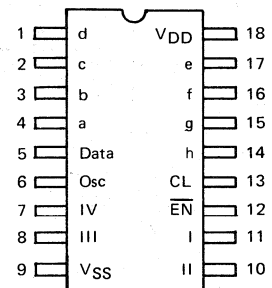 1 d VDD 18
2 c e 17
3 b f 16
4 a g 15
5 Data h 14
6 Osc CL 13
7 IV EN 12
8 III I 11
9 VSS II 10